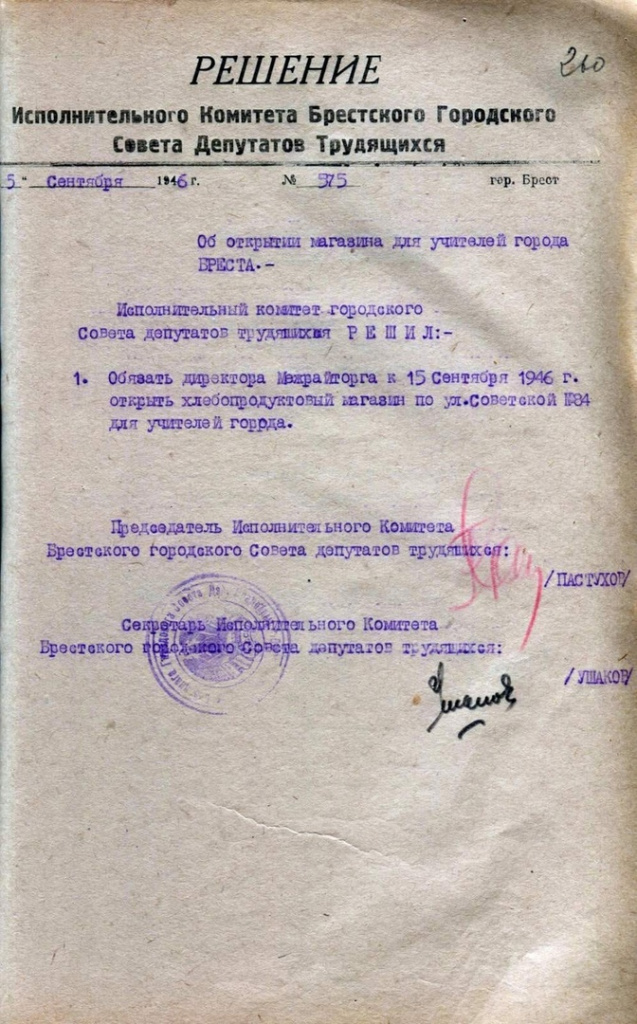 260
РЕШЕНИЕ
Исполнительного Комитета Брестского Городского
Совета Депутатов Трудящихся
5 " Сентября 1946 г. № 575 гор. Брест
Об открытии магазина для учителей города
БРЕСТА.-
Исполнительный комитет городского
Совета депутатов трудящихся Р Е Ш И Л:-
1. Обязать директора Межрайторга к 15 Сентября 1946 г.
открыть хлебопродуктовый магазин по ул.Советской №84
для учителей города.
Председатель Исполнительного Комитета
Брестского городского Совета депутатов трудящихся:
/ПАСТУХОВ/
Секретарь Исполнительного Комитета
Брестского городского Совета депутатов трудящихся:
/УШАКОВ/
Ушаков